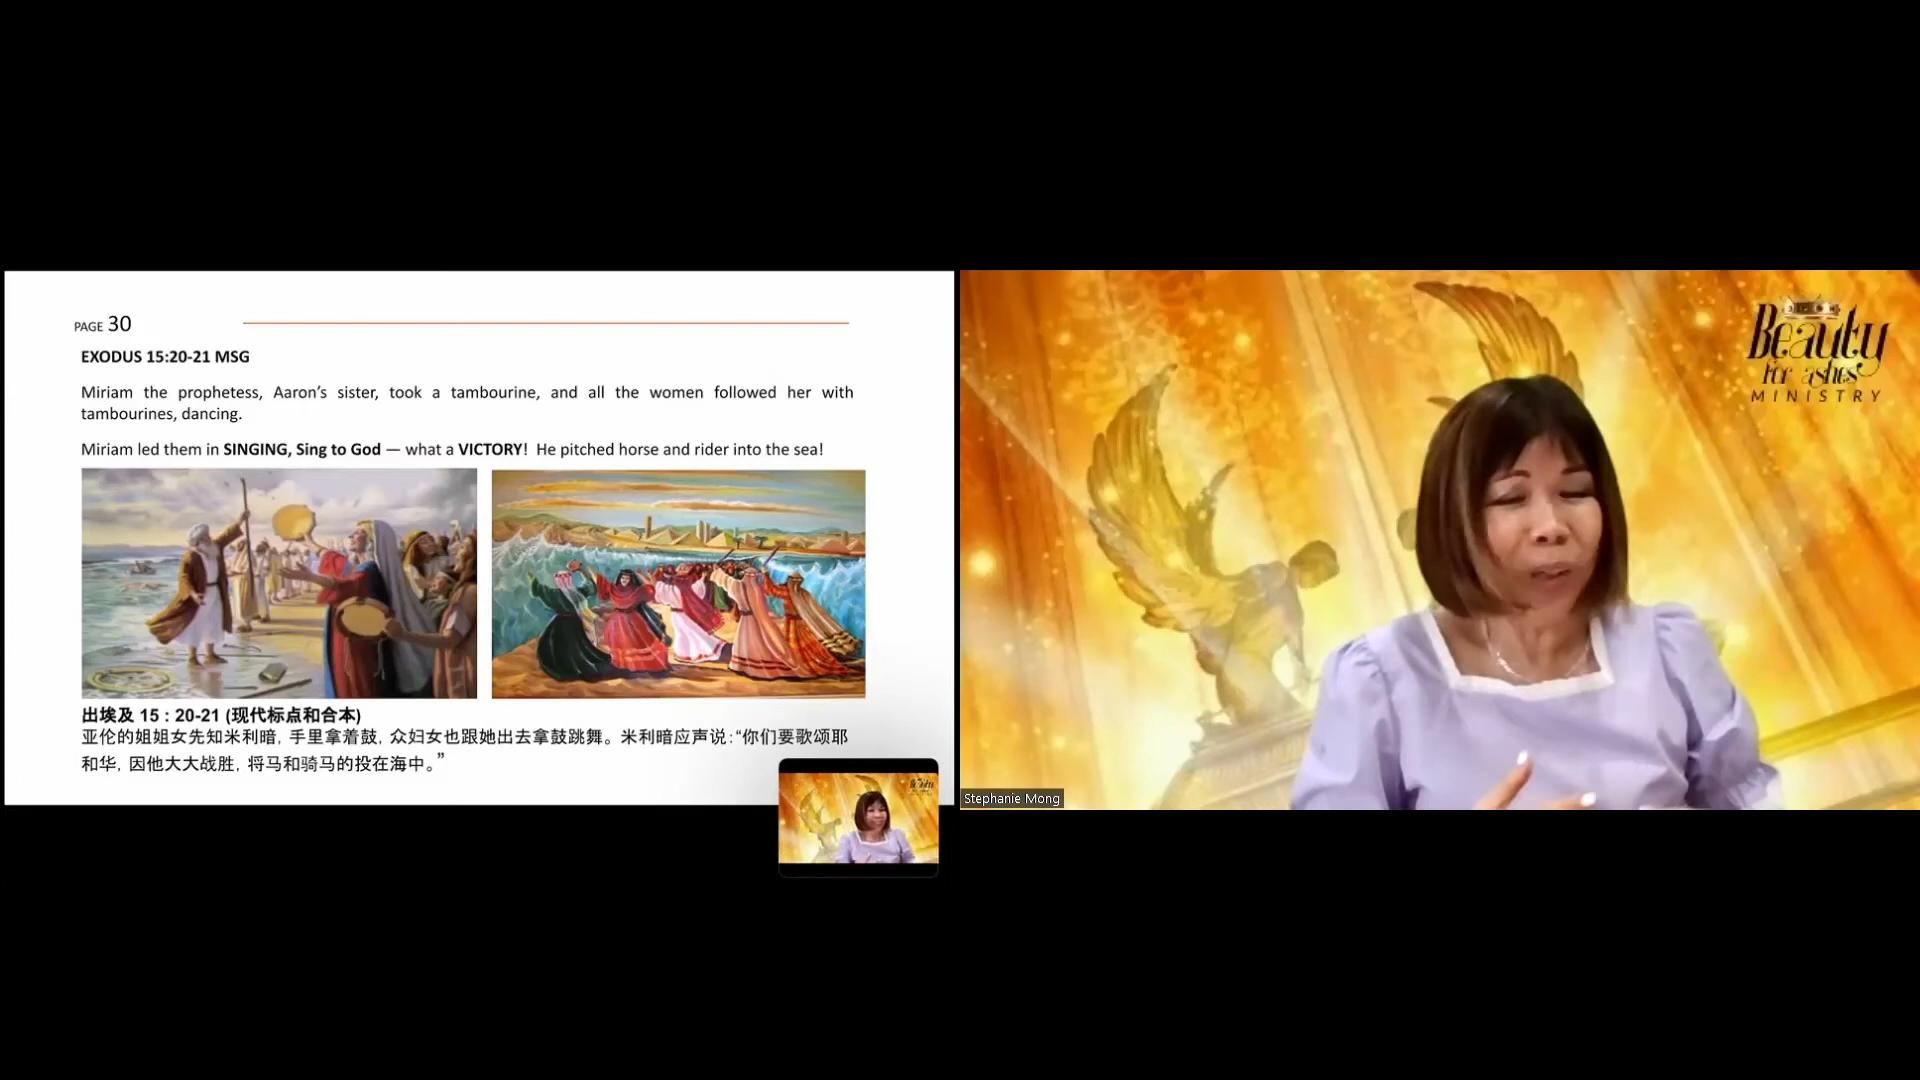 PAGE 30
EXODUS 15:20-21 MSG
Miriam the prophetess, Aaron’s sister, took a tambourine, and all the women followed her with
tambourines, dancing.
Miriam led them in SINGING, Sing to God — what a VICTORY! He pitched horse and rider into the sea!
出埃及 15 : 20-21 (现代标点和合本)
亚伦的姐姐女先知米利暗, 手里拿着鼓, 众妇女也跟她出去拿鼓跳舞。米利暗应声说:“你们要歌颂耶
和华, 因他大大战胜, 将马和骑马的投在海中。”
Beauty
for ashes
MINISTRY
Stephanie Mong